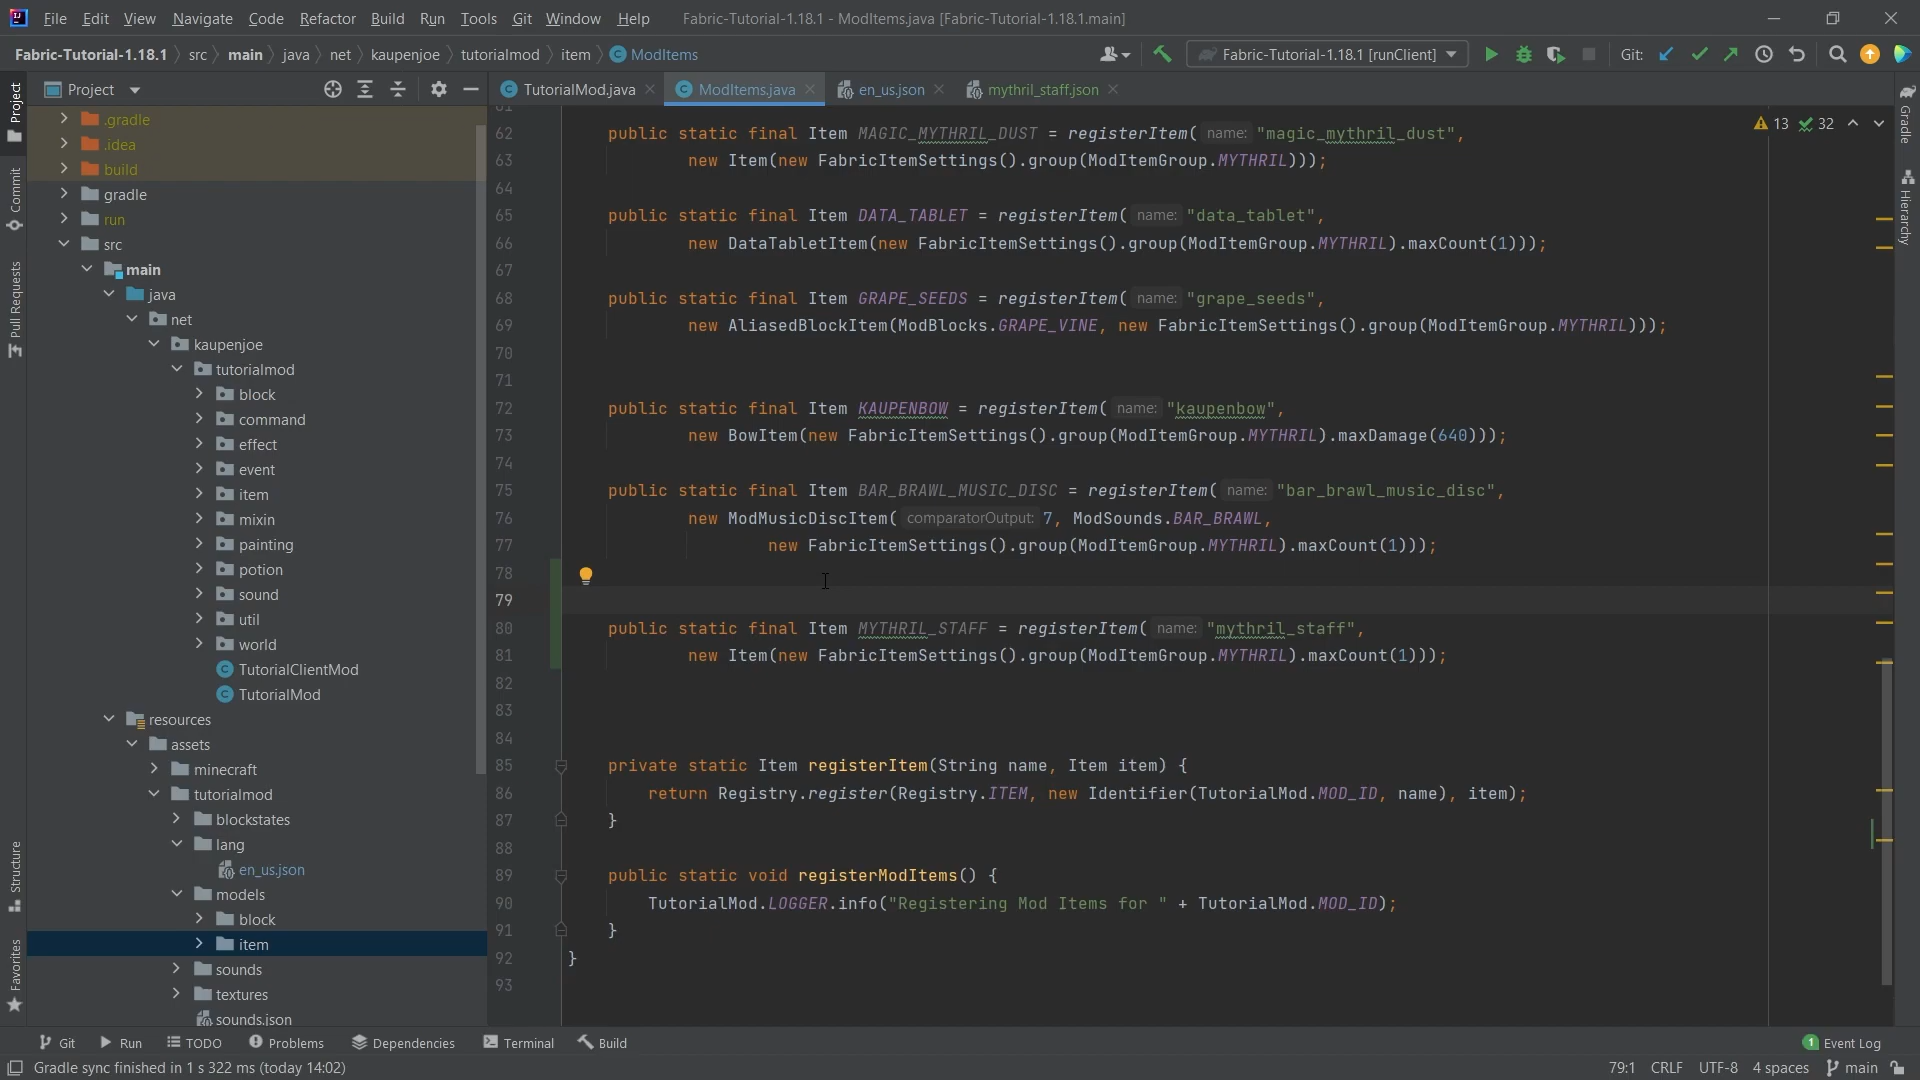 File Edit View Navigate Code Refactor Build Run Tools Git Window Help Fabric-Tutorial-1.18.1 - ModItems.java [Fabric-Tutorial-1.18.1.main]
Fabric-Tutorial-1.18.1 src main java net kaupenjoe tutorialmod item ModItems Fabric-Tutorial-1.18.1 [runClient] Git:
Project TutorialMod.java ModItems.java en_us.json mythril_staff.json
Project
Commit
Pull Requests
Structure
Favorites
.gradle
.idea
build
gradle
run
src
main
java
net
kaupenjoe
tutorialmod
block
command
effect
event
item
mixin
painting
potion
sound
util
world
TutorialClientMod
TutorialMod
resources
assets
minecraft
tutorialmod
blockstates
lang
en_us.json
models
block
item
sounds
textures
sounds.json
13 32
61
62 public static final Item MAGIC_MYTHRIL_DUST = registerItem( name: "magic_mythril_dust",
63 new Item(new FabricItemSettings().group(ModItemGroup.MYTHRIL)));
64
65 public static final Item DATA_TABLET = registerItem( name: "data_tablet",
66 new DataTabletItem(new FabricItemSettings().group(ModItemGroup.MYTHRIL).maxCount(1)));
67
68 public static final Item GRAPE_SEEDS = registerItem( name: "grape_seeds",
69 new AliasedBlockItem(ModBlocks.GRAPE_VINE, new FabricItemSettings().group(ModItemGroup.MYTHRIL)));
70
71
72 public static final Item KAUPENBOW = registerItem( name: "kaupenbow",
73 new BowItem(new FabricItemSettings().group(ModItemGroup.MYTHRIL).maxDamage(640)));
74
75 public static final Item BAR_BRAWL_MUSIC_DISC = registerItem( name: "bar_brawl_music_disc",
76 new ModMusicDiscItem( comparatorOutput: 7, ModSounds.BAR_BRAWL,
77 new FabricItemSettings().group(ModItemGroup.MYTHRIL).maxCount(1)));
78
79
80 public static final Item MYTHRIL_STAFF = registerItem( name: "mythril_staff",
81 new Item(new FabricItemSettings().group(ModItemGroup.MYTHRIL).maxCount(1)));
82
83
84
85 private static Item registerItem(String name, Item item) {
86 return Registry.register(Registry.ITEM, new Identifier(TutorialMod.MOD_ID, name), item);
87 }
88
89 public static void registerModItems() {
90 TutorialMod.LOGGER.info("Registering Mod Items for " + TutorialMod.MOD_ID);
91 }
92 }
93
Gradle
Hierarchy
Git Run TODO Problems Dependencies Terminal Build 1 Event Log
Gradle sync finished in 1 s 322 ms (today 14:02) 79:1 CRLF UTF-8 4 spaces main